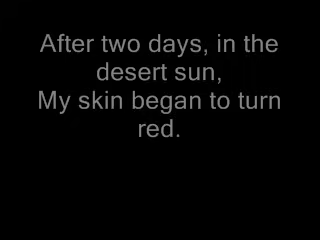 After two days, in the
desert sun,
My skin began to turn
red.